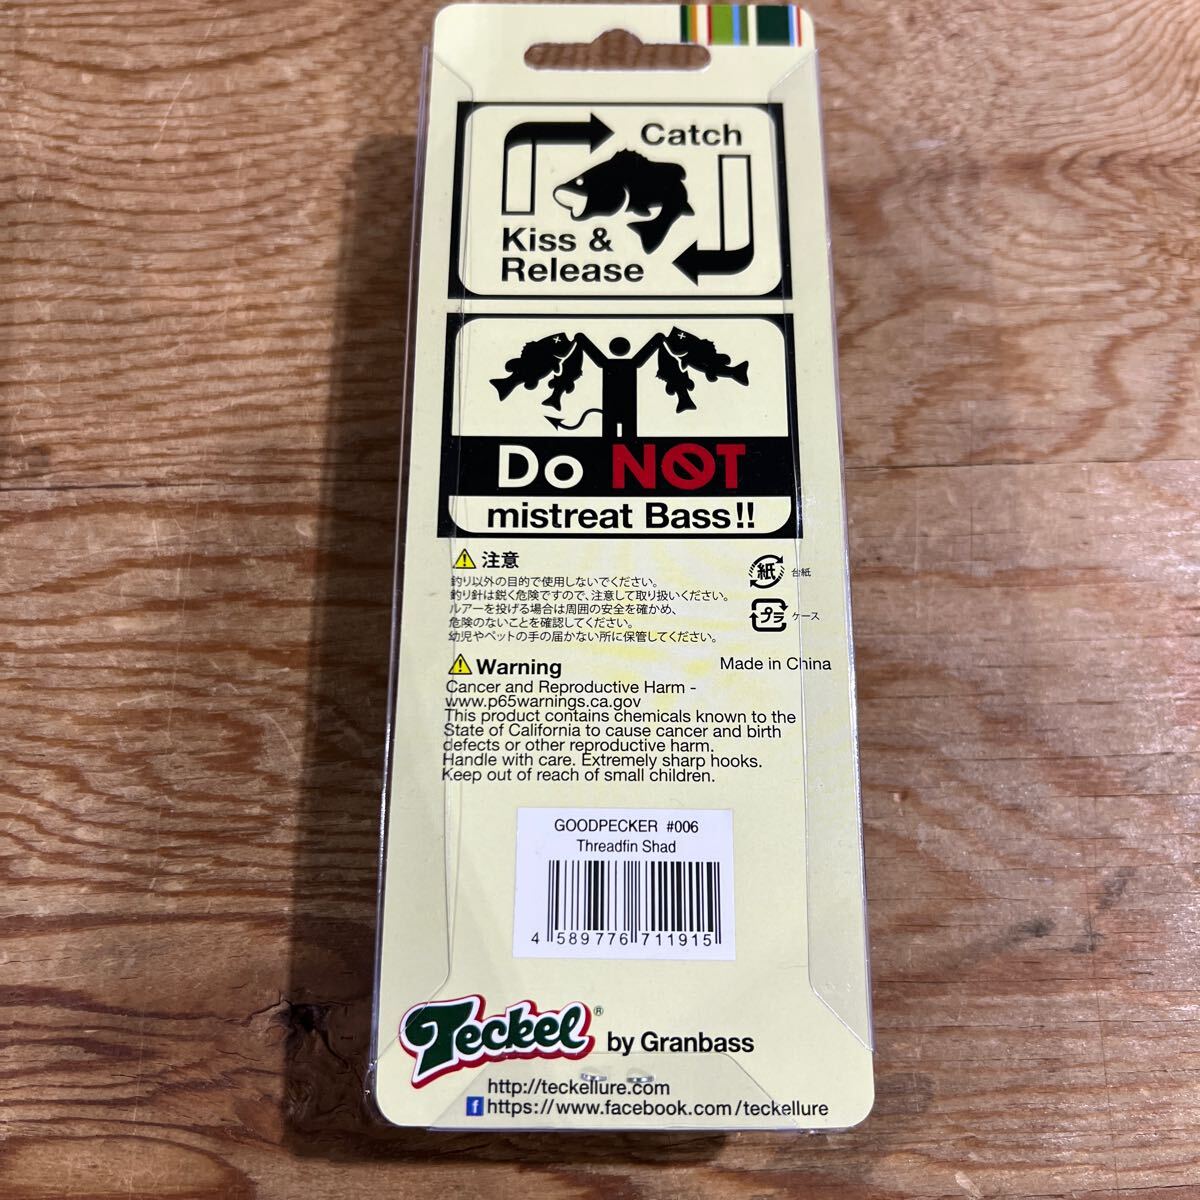 Catch
Kiss &
Release
Do NOT
mistreat Bass!!
注意
釣り以外の目的で使用しないでください。
釣り針は鋭く危険ですので、注意して取り扱いください。
ルアーを投げる場合は周囲の安全を確かめ、
危険のないことを確認してください。
幼児やペットの手の届かない所に保管してください。
紙 台紙
プラ ケース
Warning
Made in China
Cancer and Reproductive Harm -
www.p65warnings.ca.gov
This product contains chemicals known to the
State of California to cause cancer and birth
defects or other reproductive harm.
Handle with care. Extremely sharp hooks.
Keep out of reach of small children.
GOODPECKER #006
Threadfin Shad
4 589776 711915
Teckel® by Granbass
http://teckellure.com
f https://www.facebook.com/teckellure